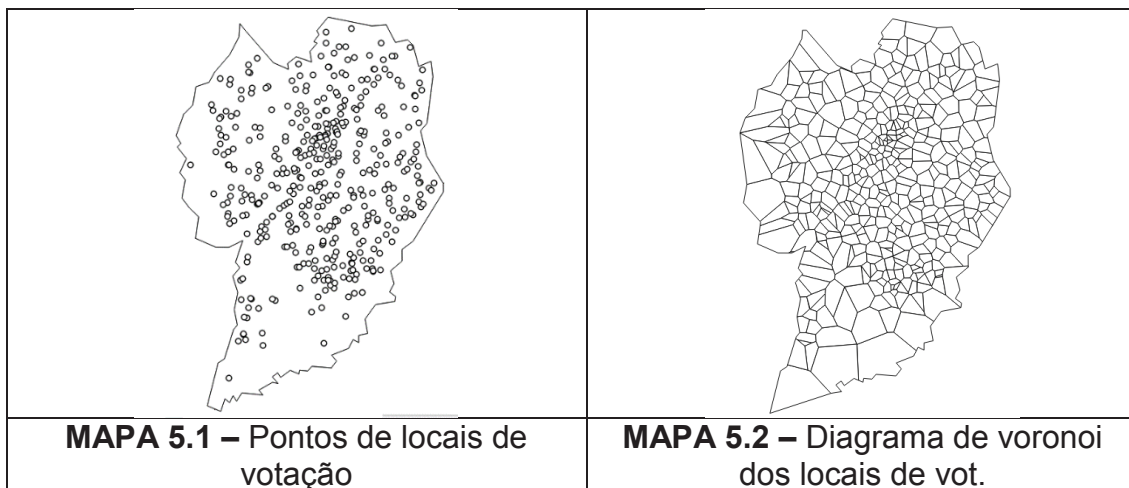 MAPA 5.1 – Pontos de locais de
votação
MAPA 5.2 – Diagrama de voronoi
dos locais de vot.